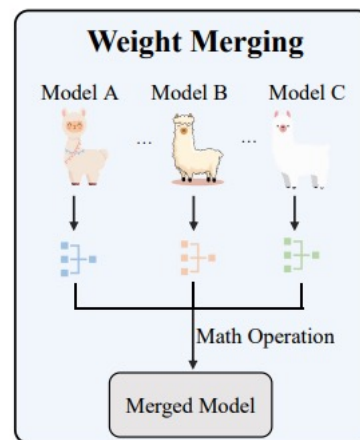 Weight Merging
Model A Model B Model C
... ...
Math Operation
Merged Model